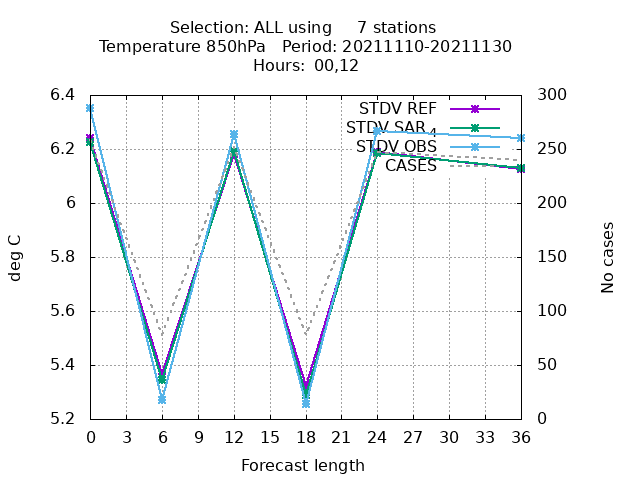 Selection: ALL using     7 stations
Temperature 850hPa   Period: 20211110-20211130
Hours:  00,12
STDV REF
STDV SAR
STDV OBS
CASES
6.4
6.2
6
5.8
5.6
5.4
5.2
deg C
300
250
200
150
100
50
0
No cases
0 3 6 9 12 15 18 21 24 27 30 33 36
Forecast length